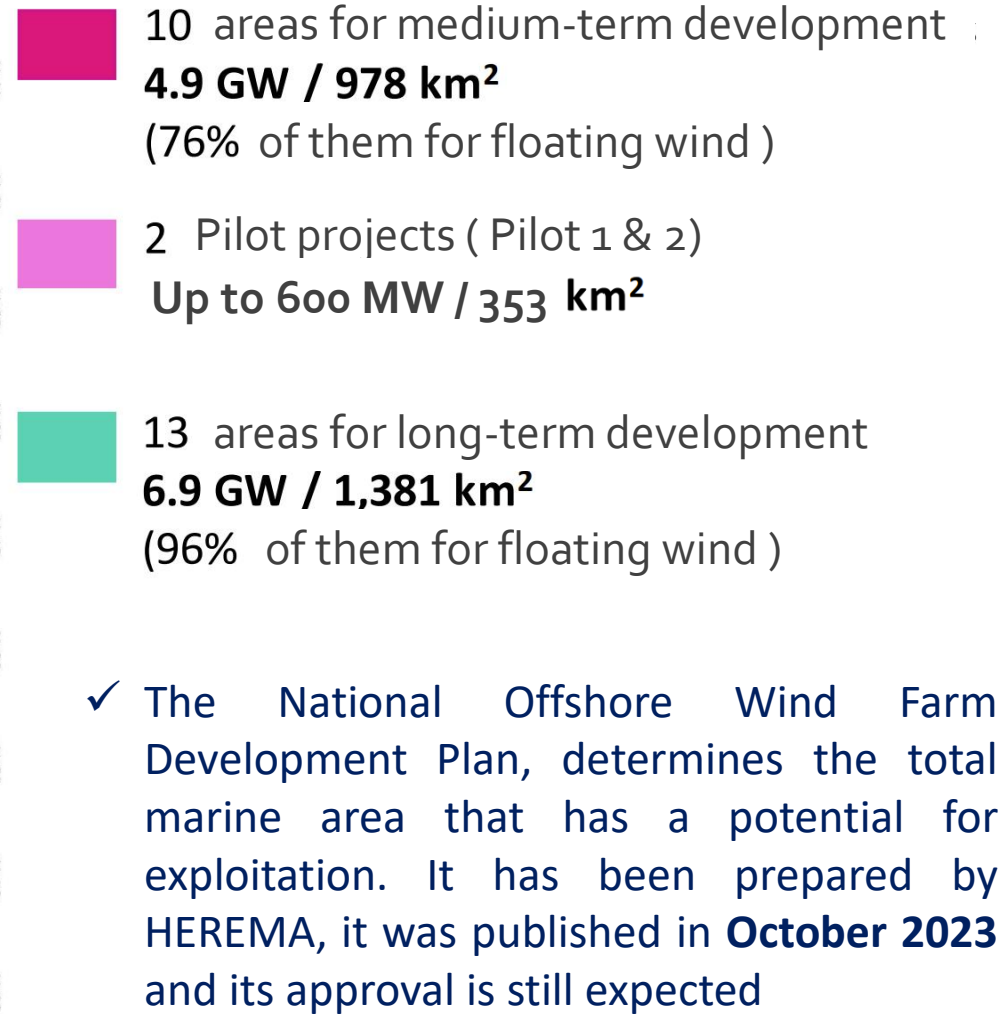 10 areas for medium-term development
4.9 GW / 978 km²
(76% of them for floating wind )
2 Pilot projects ( Pilot 1 & 2)
Up to 600 MW / 353 km²
13 areas for long-term development
6.9 GW / 1,381 km²
(96% of them for floating wind )
✓ The National Offshore Wind Farm
Development Plan, determines the total
marine area that has a potential for
exploitation. It has been prepared by
HEREMA, it was published in October 2023
and its approval is still expected